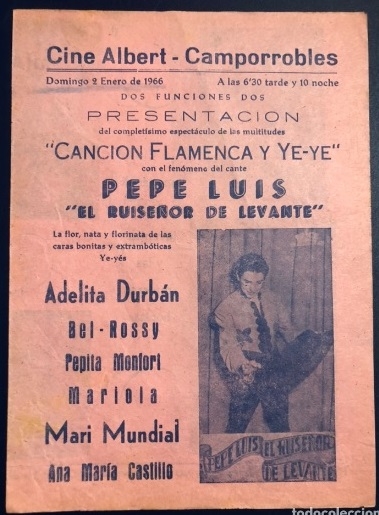 Cine Albert - Camporrobles
Domingo 2 Enero de 1966 A las 6'30 tarde y 10 noche
DOS FUNCIONES DOS
PRESENTACION
del completísimo espectáculo de las multitudes
"CANCION FLAMENCA Y YE-YE"
con el fenómeno del cante
PEPE LUIS
"EL RUISEÑOR DE LEVANTE"
La flor, nata y florinata de las
caras bonitas y extrambóticas
Ye-yés
Adelita Durbán
Bel-Rossy
Pepita Monfort
Mariola
Mari Mundial
Ana María Castillo
PEPE LUIS EL RUISEÑOR
DE LEVANTE
todocoleccion